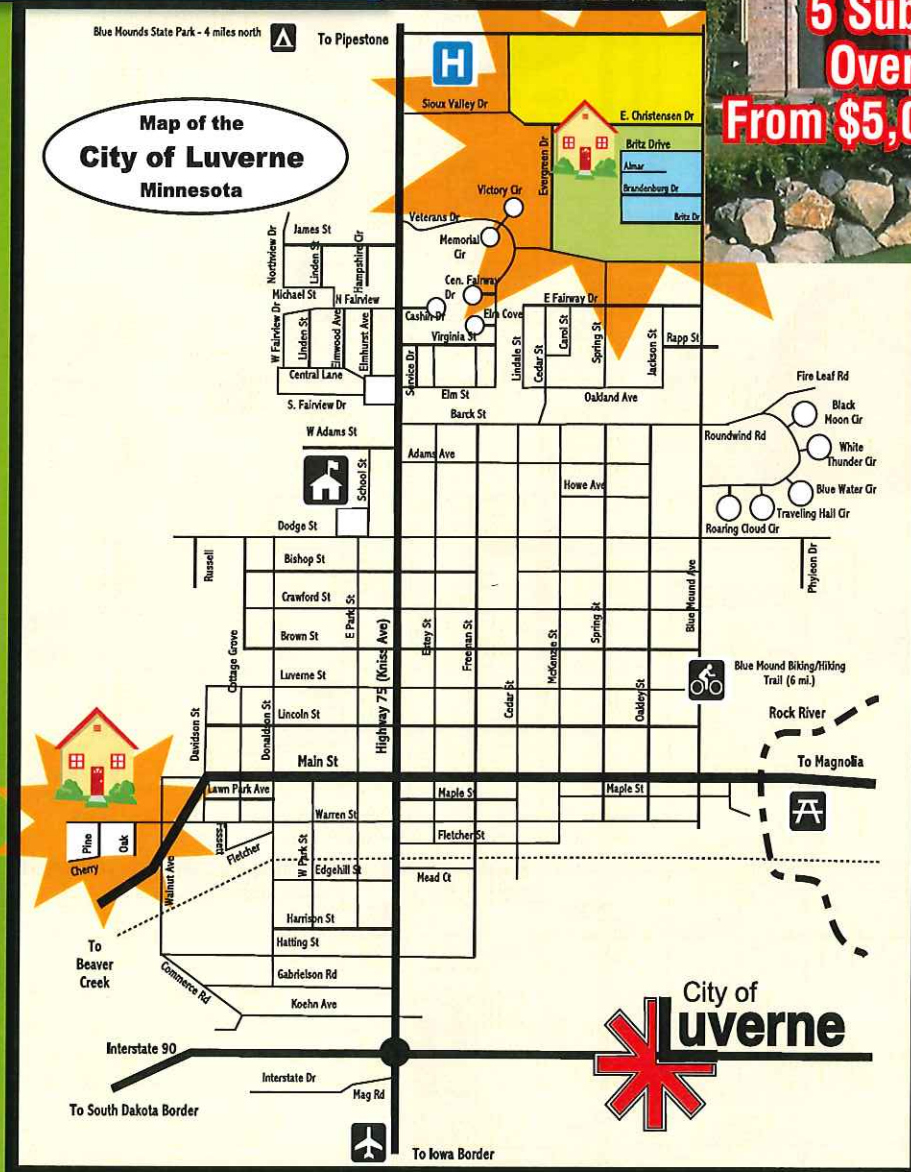 Blue Mounds State Park - 4 miles north
To Pipestone
H
5 Sub
Over
From $5,0
Map of the
City of Luverne
Minnesota
Sioux Valley Dr
E. Christensen Dr
Evergreen Dr
Britz Drive
Almar
Brandenburg Dr
Britz Dr
Victory Cir
Veterans Dr
Memorial
Cir
Northview Dr
James St
Linden St
Hampshire Cir
Michael St
N Fairview
Cen. Fairway
Dr
Cashin Dr
Elm Cove
E Fairway Dr
W Fairview Dr
Linden St
Elmwood Ave
Elmhurst Ave
Virginia St
Service Dr
Lindale St
Cedar St
Carol St
Spring St
Jackson St
Rapp St
Central Lane
S. Fairview Dr
Elm St
Oakland Ave
Barck St
Fire Leaf Rd
Black
Moon Cir
Roundwind Rd
White
Thunder Cir
Blue Water Cir
Traveling Hail Cir
Roaring Cloud Cir
W Adams St
Adams Ave
School St
Howe Ave
Dodge St
Russell
Bishop St
Phyleon Dr
Crawford St
E Park St
Brown St
Cottage Grove
Highway 75 (Kniss Ave)
Estey St
Freeman St
McKenzie St
Spring St
Blue Mound Ave
Luverne St
Cedar St
Oakley St
Blue Mound Biking/Hiking
Trail (6 mi.)
Davidson St
Donaldson St
Lincoln St
Rock River
Main St
To Magnolia
Lawn Park Ave
Maple St
Maple St
Warren St
Pine
Oak
Cherry
Fassett
Fletcher
Fletcher St
W Park St
Walnut Ave
Edgehill St
Mead Ct
Harrison St
To
Beaver
Creek
Hatting St
Commerce Rd
Gabrielson Rd
Koehn Ave
City of
Luverne
Interstate 90
Interstate Dr
Mag Rd
To South Dakota Border
To Iowa Border